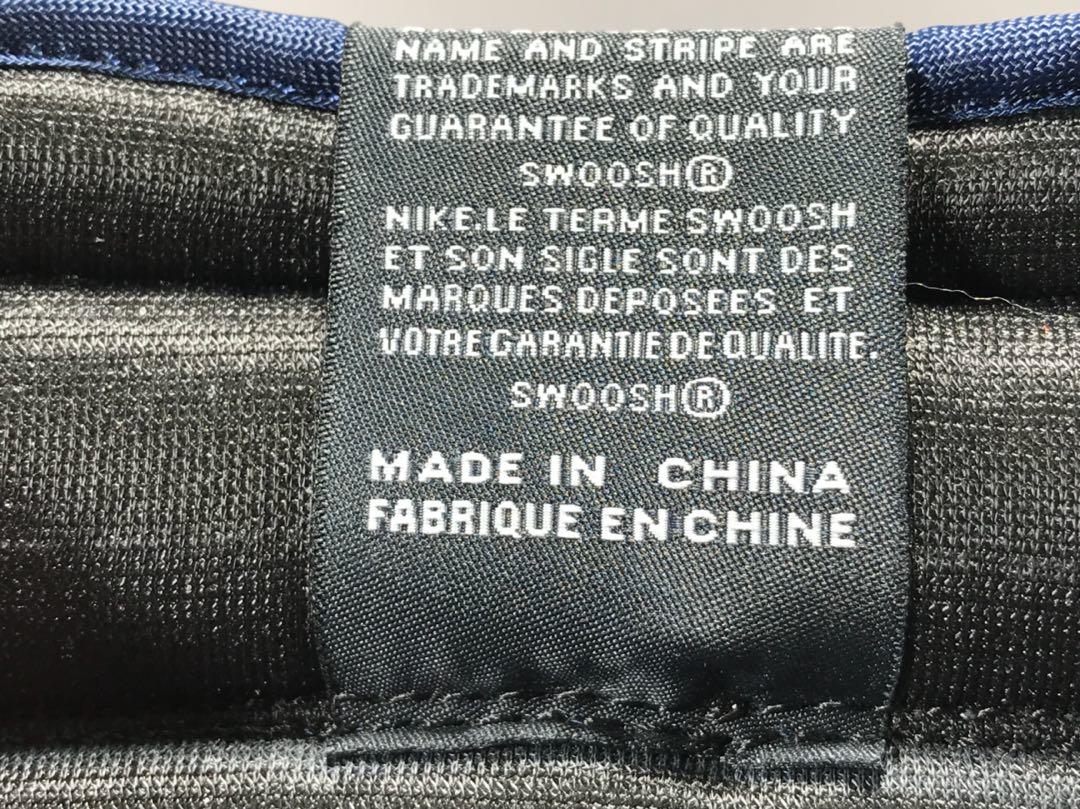 NAME AND STRIPE ARE
TRADEMARKS AND YOUR
GUARANTEE OF QUALITY
SWOOSH®
NIKE.LE TERME SWOOSH
ET SON SIGLE SONT DES
MARQUES DEPOSEES ET
VOTRE GARANTIE DE QUALITE.
SWOOSH®
MADE IN CHINA
FABRIQUE EN CHINE